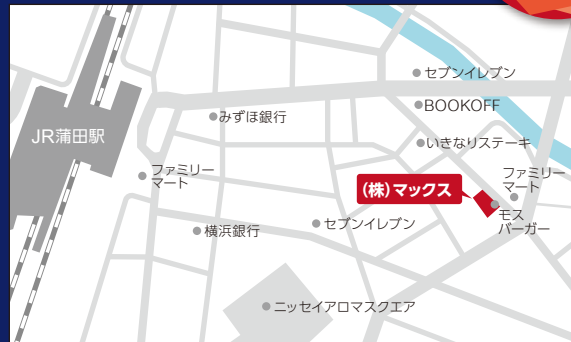 セブンイレブン
BOOKOFF
みずほ銀行
JR蒲田駅
いきなりステーキ
ファミリー
マート
ファミリー
マート
(株)マックス
モス
バーガー
セブンイレブン
横浜銀行
ニッセイアロマスクエア